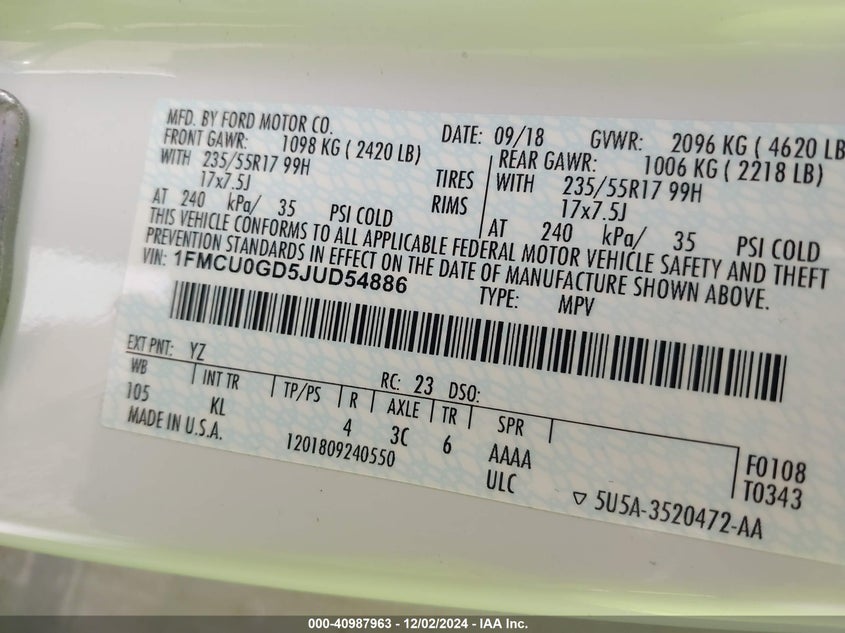 MFD. BY FORD MOTOR CO.
DATE: 09/18 GVWR: 2096 KG ( 4620 LB
FRONT GAWR: 1098 KG ( 2420 LB) REAR GAWR: 1006 KG ( 2218 LB)
WITH 235/55R17 99H TIRES WITH 235/55R17 99H
17x7.5J RIMS 17x7.5J
AT 240 kPa/ 35 PSI COLD AT 240 kPa/ 35 PSI COLD
THIS VEHICLE CONFORMS TO ALL APPLICABLE FEDERAL MOTOR VEHICLE SAFETY AND THEFT
PREVENTION STANDARDS IN EFFECT ON THE DATE OF MANUFACTURE SHOWN ABOVE.
VIN: 1FMCU0GD5JUD54886
TYPE: MPV
EXT PNT: YZ RC: 23 DSO:
WB INT TR TP/PS R AXLE TR SPR
105 KL 4 3C 6 AAAA F0108
MADE IN U.S.A. 1201809240550 ULC T0343
▽ 5U5A-3520472-AA
000-40987963 - 12/02/2024 - IAA Inc.